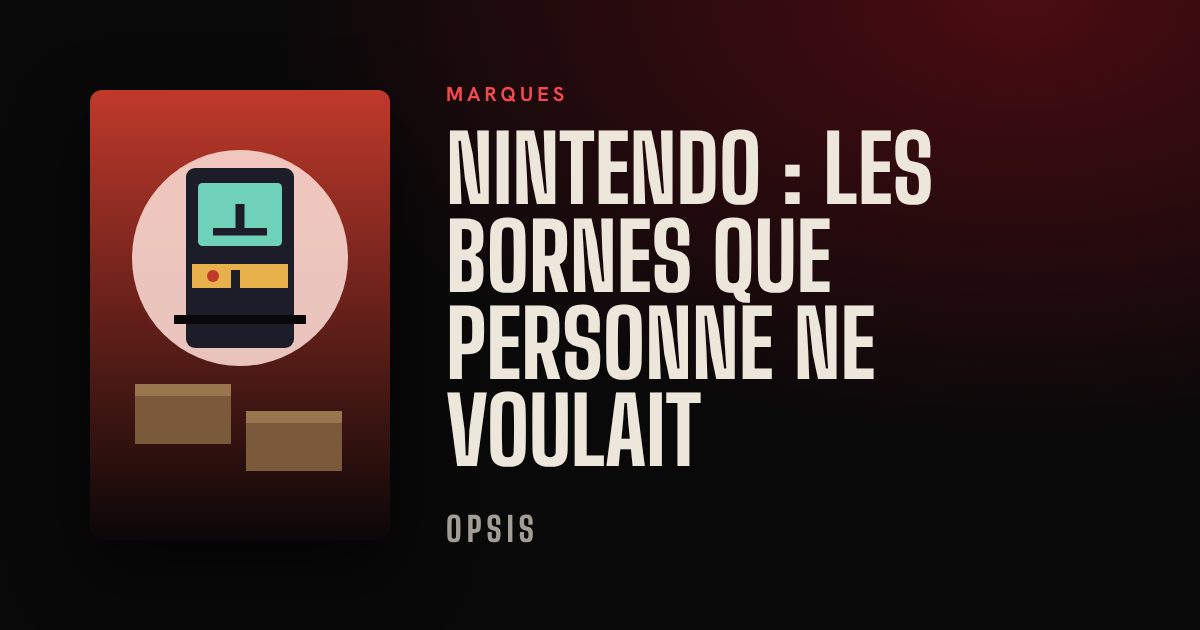 MARQUES
NINTENDO : LES
BORNES QUE
PERSONNE NE
VOULAIT
OPSIS